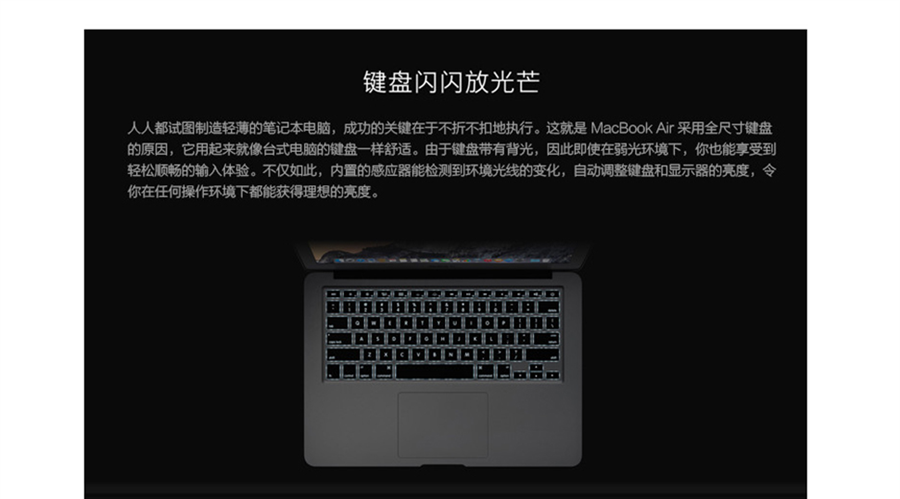 键盘闪闪放光芒
人人都试图制造轻薄的笔记本电脑，成功的关键在于不折不扣地执行。这就是 MacBook Air 采用全尺寸键盘
的原因，它用起来就像台式电脑的键盘一样舒适。由于键盘带有背光，因此即使在弱光环境下，你也能享受到
轻松顺畅的输入体验。不仅如此，内置的感应器能检测到环境光线的变化，自动调整键盘和显示器的亮度，令
你在任何操作环境下都能获得理想的亮度。
Q W E R T Y U I O P
A S D F G H J K L
Z X C V B N M